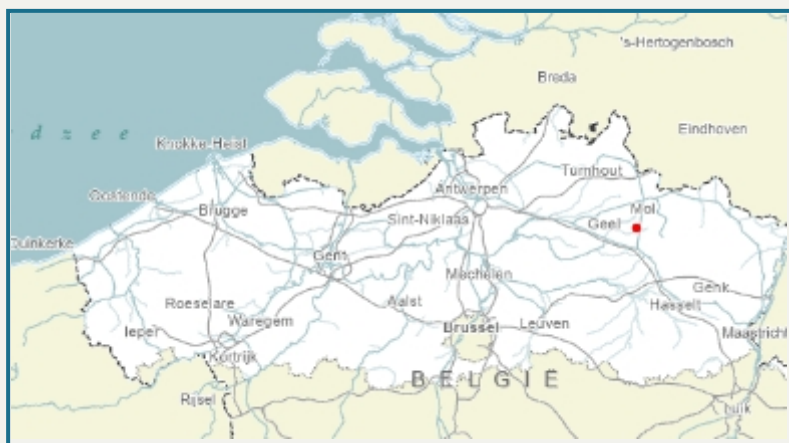 's-Hertogenbosch
Breda
Eindhoven
d z e e
Knokke-Heist
Turnhout
Oostende
Antwerpen
Brugge
Mol
Sint-Niklaas
Geel
Duinkerke
Gent
Mechelen
Genk
Roeselare
Aalst
Hasselt
Ieper
Waregem
Brussel
Leuven
Maastricht
Kortrijk
BELGIË
Rijsel
Luik